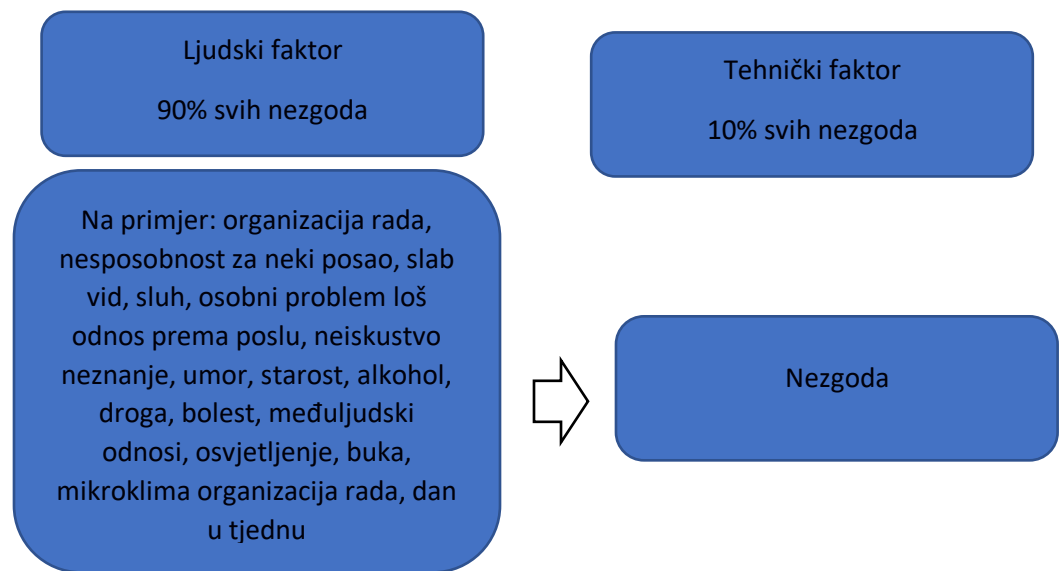 Ljudski faktor
90% svih nezgoda
Tehnički faktor
10% svih nezgoda
Na primjer: organizacija rada,
nesposobnost za neki posao, slab
vid, sluh, osobni problem loš
odnos prema poslu, neiskustvo
neznanje, umor, starost, alkohol,
droga, bolest, međuljudski
odnosi, osvjetljenje, buka,
mikroklima organizacija rada, dan
u tjednu
Nezgoda